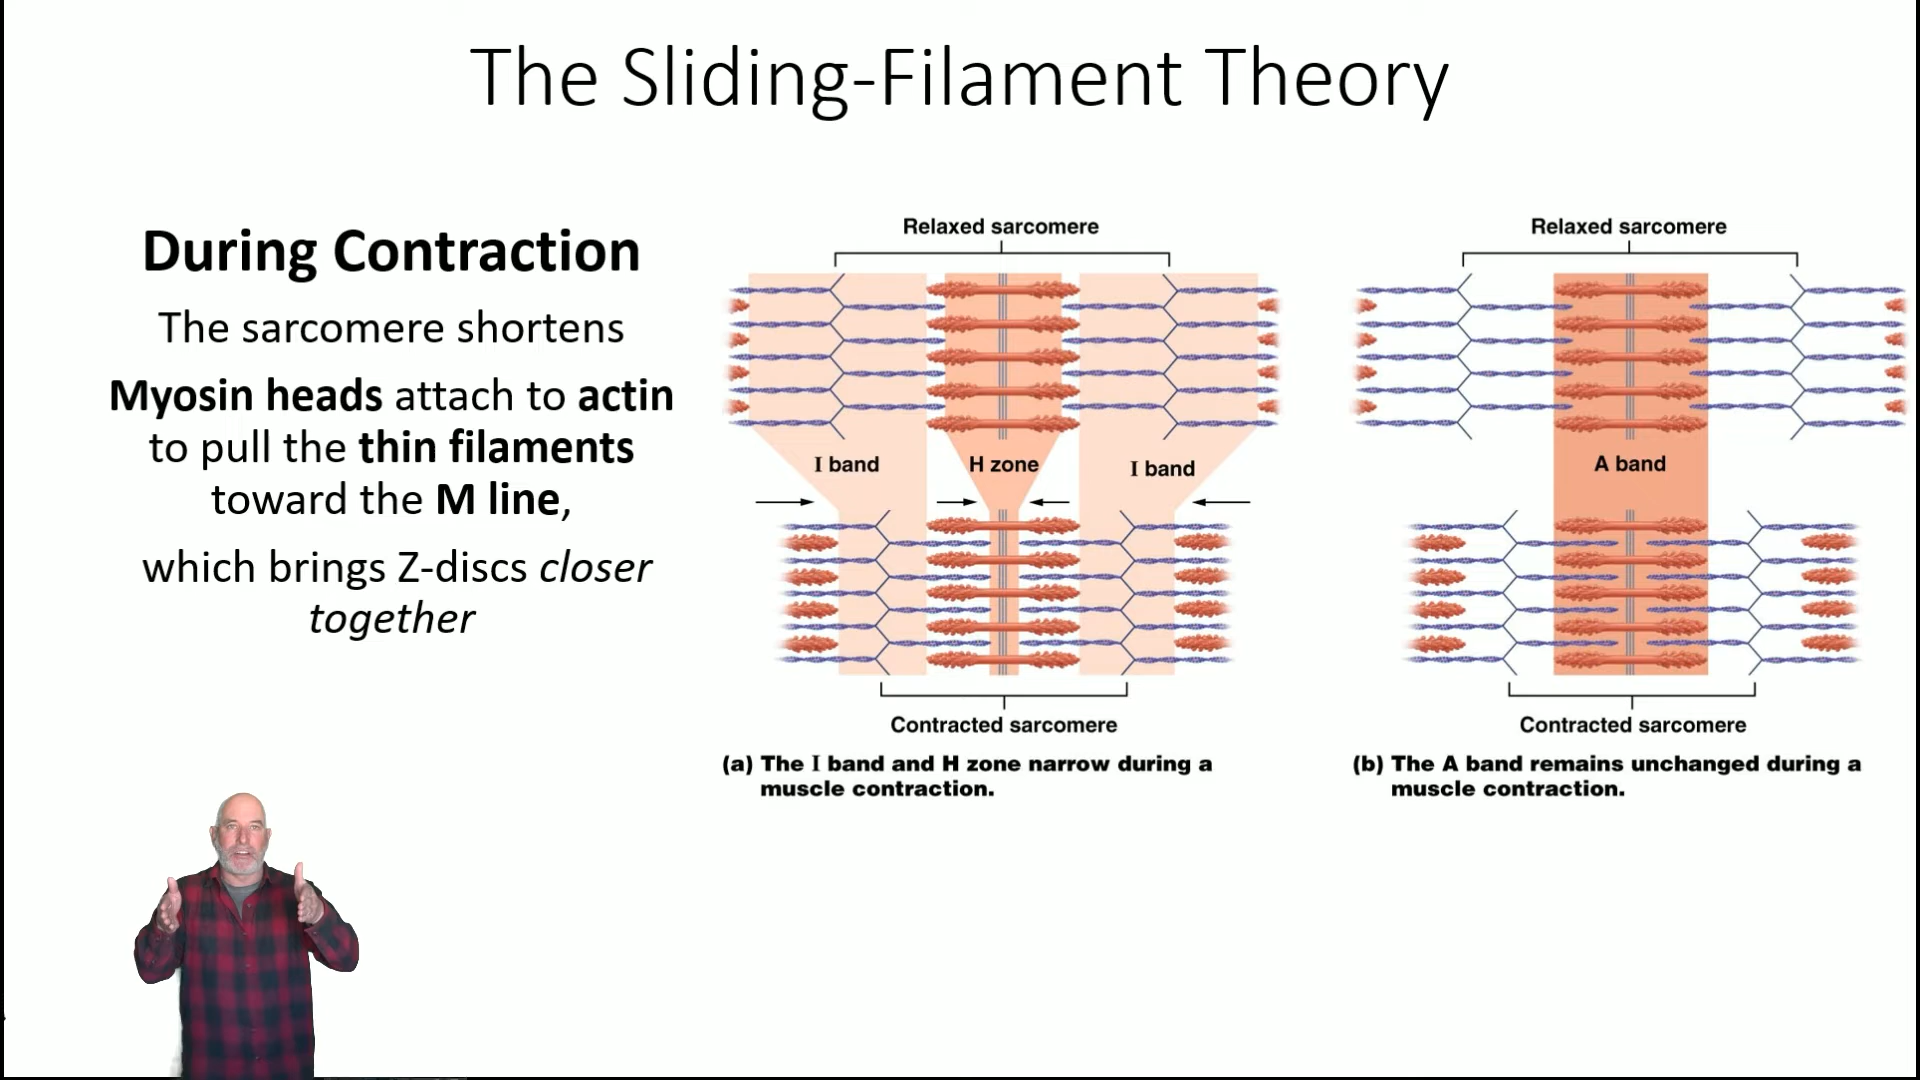 The Sliding-Filament Theory
During Contraction
The sarcomere shortens
Myosin heads attach to actin
to pull the thin filaments
toward the M line,
which brings Z-discs closer
together
Relaxed sarcomere
I band
H zone
I band
Contracted sarcomere
(a) The I band and H zone narrow during a
muscle contraction.
Relaxed sarcomere
A band
Contracted sarcomere
(b) The A band remains unchanged during a
muscle contraction.